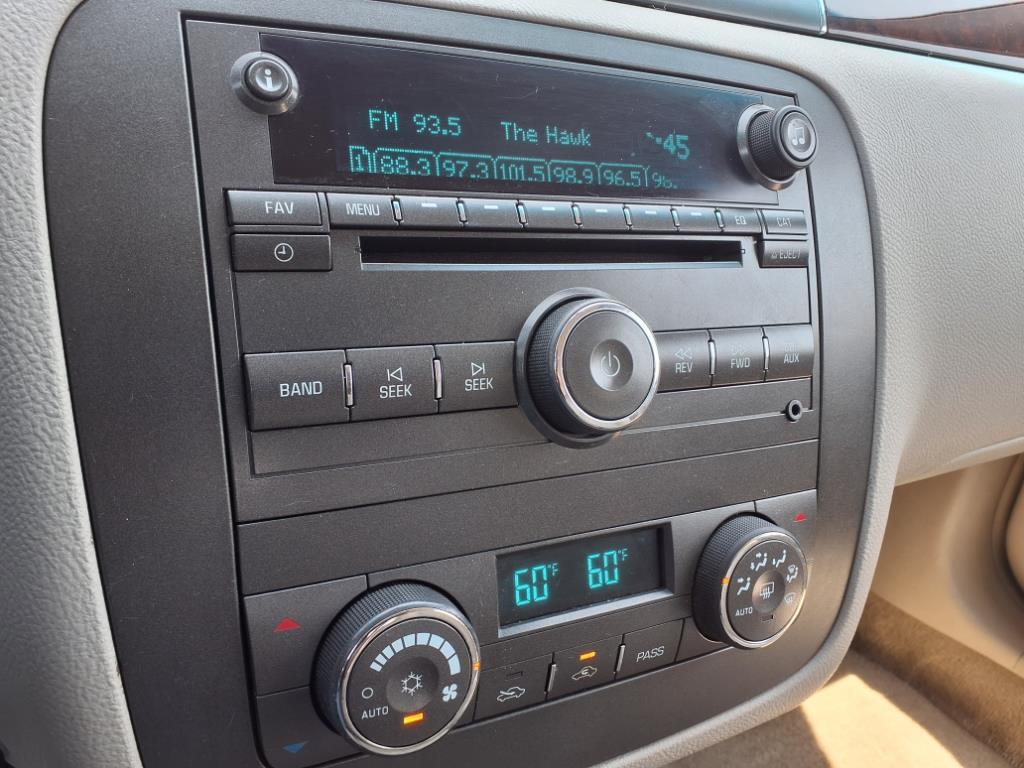 FM 93.5 The Hawk :45
1 88.3 97.3 101.5 98.9 96.5
FAV MENU EQ CAT
EJECT
BAND SEEK SEEK REV FWD AUX
60°F 60°F
AUTO
PASS
AUTO